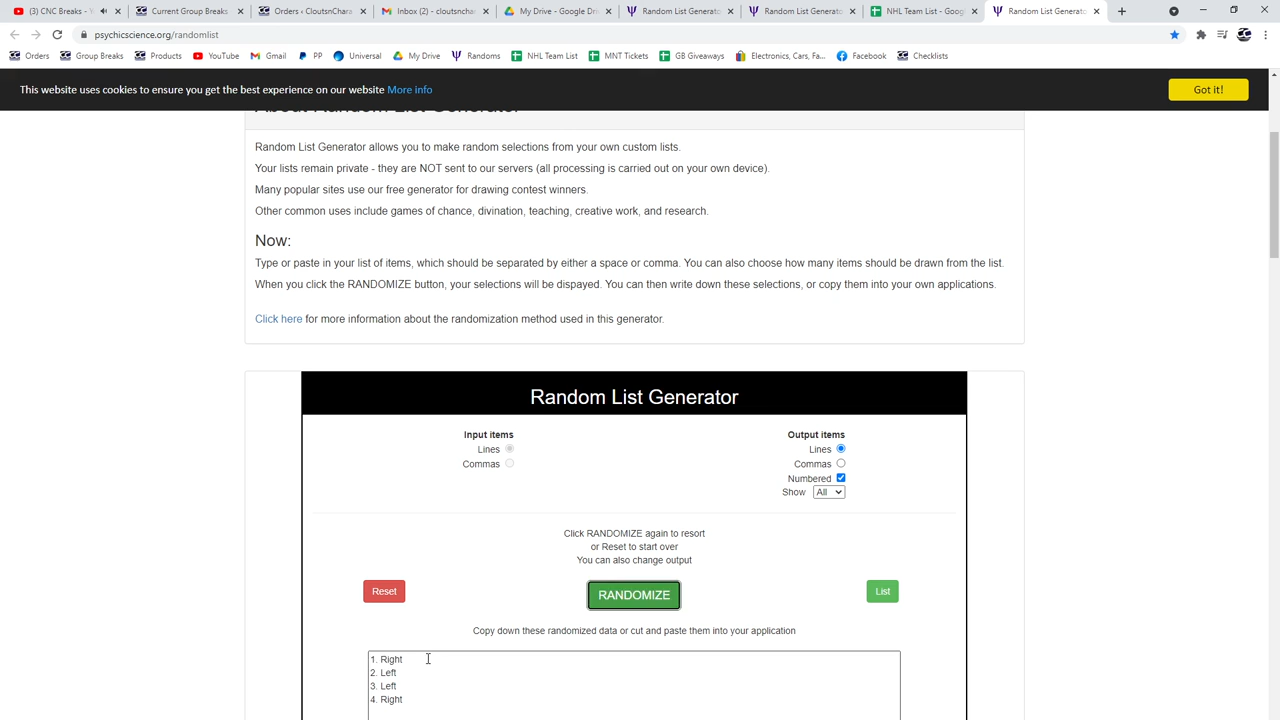 (3) CNC Breaks -
Current Group Breaks
Orders < CloutsnChara
Inbox (2) - cloutsnchar
My Drive - Google Driv
Random List Generator
Random List Generator
NHL Team List - Google
Random List Generator
psychicscience.org/randomlist
Orders
Group Breaks
Products
YouTube
Gmail
PP
Universal
My Drive
Randoms
NHL Team List
MNT Tickets
GB Giveaways
Electronics, Cars, Fa...
Facebook
Checklists
This website uses cookies to ensure you get the best experience on our website More info
Got it!
About Random List Generator
Random List Generator allows you to make random selections from your own custom lists.
Your lists remain private - they are NOT sent to our servers (all processing is carried out on your own device).
Many popular sites use our free generator for drawing contest winners.
Other common uses include games of chance, divination, teaching, creative work, and research.
Now:
Type or paste in your list of items, which should be separated by either a space or comma. You can also choose how many items should be drawn from the list.
When you click the RANDOMIZE button, your selections will be dispayed. You can then write down these selections, or copy them into your own applications.
Click here for more information about the randomization method used in this generator.
Random List Generator
Input items
Lines
Commas
Output items
Lines
Commas
Numbered
Show All
Click RANDOMIZE again to resort
or Reset to start over
You can also change output
Reset
RANDOMIZE
List
Copy down these randomized data or cut and paste them into your application
1. Right
2. Left
3. Left
4. Right